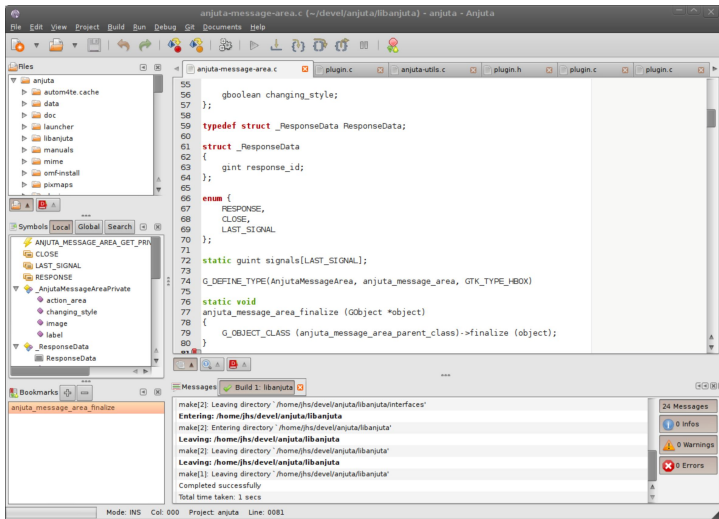 anjuta-message-area.c (~/devel/anjuta/libanjuta) - anjuta - Anjuta
File Edit View Project Build Run Debug Git Documents Help
Files
anjuta
autom4te.cache
data
doc
launcher
libanjuta
manuals
mime
omf-install
pixmaps
Symbols Local Global Search
ANJUTA_MESSAGE_AREA_GET_PRIV
CLOSE
LAST_SIGNAL
RESPONSE
_AnjutaMessageAreaPrivate
action_area
changing_style
image
label
_ResponseData
ResponseData
Bookmarks
anjuta_message_area_finalize
anjuta-message-area.c plugin.c anjuta-utils.c plugin.h plugin.c plugin.c
55
56 gboolean changing_style;
57 };
58
59 typedef struct _ResponseData ResponseData;
60
61 struct _ResponseData
62 {
63 gint response_id;
64 };
65
66 enum {
67 RESPONSE,
68 CLOSE,
69 LAST_SIGNAL
70 };
71
72 static guint signals[LAST_SIGNAL];
73
74 G_DEFINE_TYPE(AnjutaMessageArea, anjuta_message_area, GTK_TYPE_HBOX)
75
76 static void
77 anjuta_message_area_finalize (GObject *object)
78 {
79 G_OBJECT_CLASS (anjuta_message_area_parent_class)->finalize (object);
80 }
81
Messages Build 1: libanjuta
make[2]: Leaving directory `/home/jhs/devel/anjuta/libanjuta/interfaces'
Entering: /home/jhs/devel/anjuta/libanjuta
make[2]: Entering directory `/home/jhs/devel/anjuta/libanjuta'
Leaving: /home/jhs/devel/anjuta/libanjuta
make[2]: Leaving directory `/home/jhs/devel/anjuta/libanjuta'
Leaving: /home/jhs/devel/anjuta/libanjuta
make[1]: Leaving directory `/home/jhs/devel/anjuta/libanjuta'
Completed successfully
Total time taken: 1 secs
24 Messages
0 Infos
0 Warnings
0 Errors
Mode: INS Col: 000 Project: anjuta Line: 0081